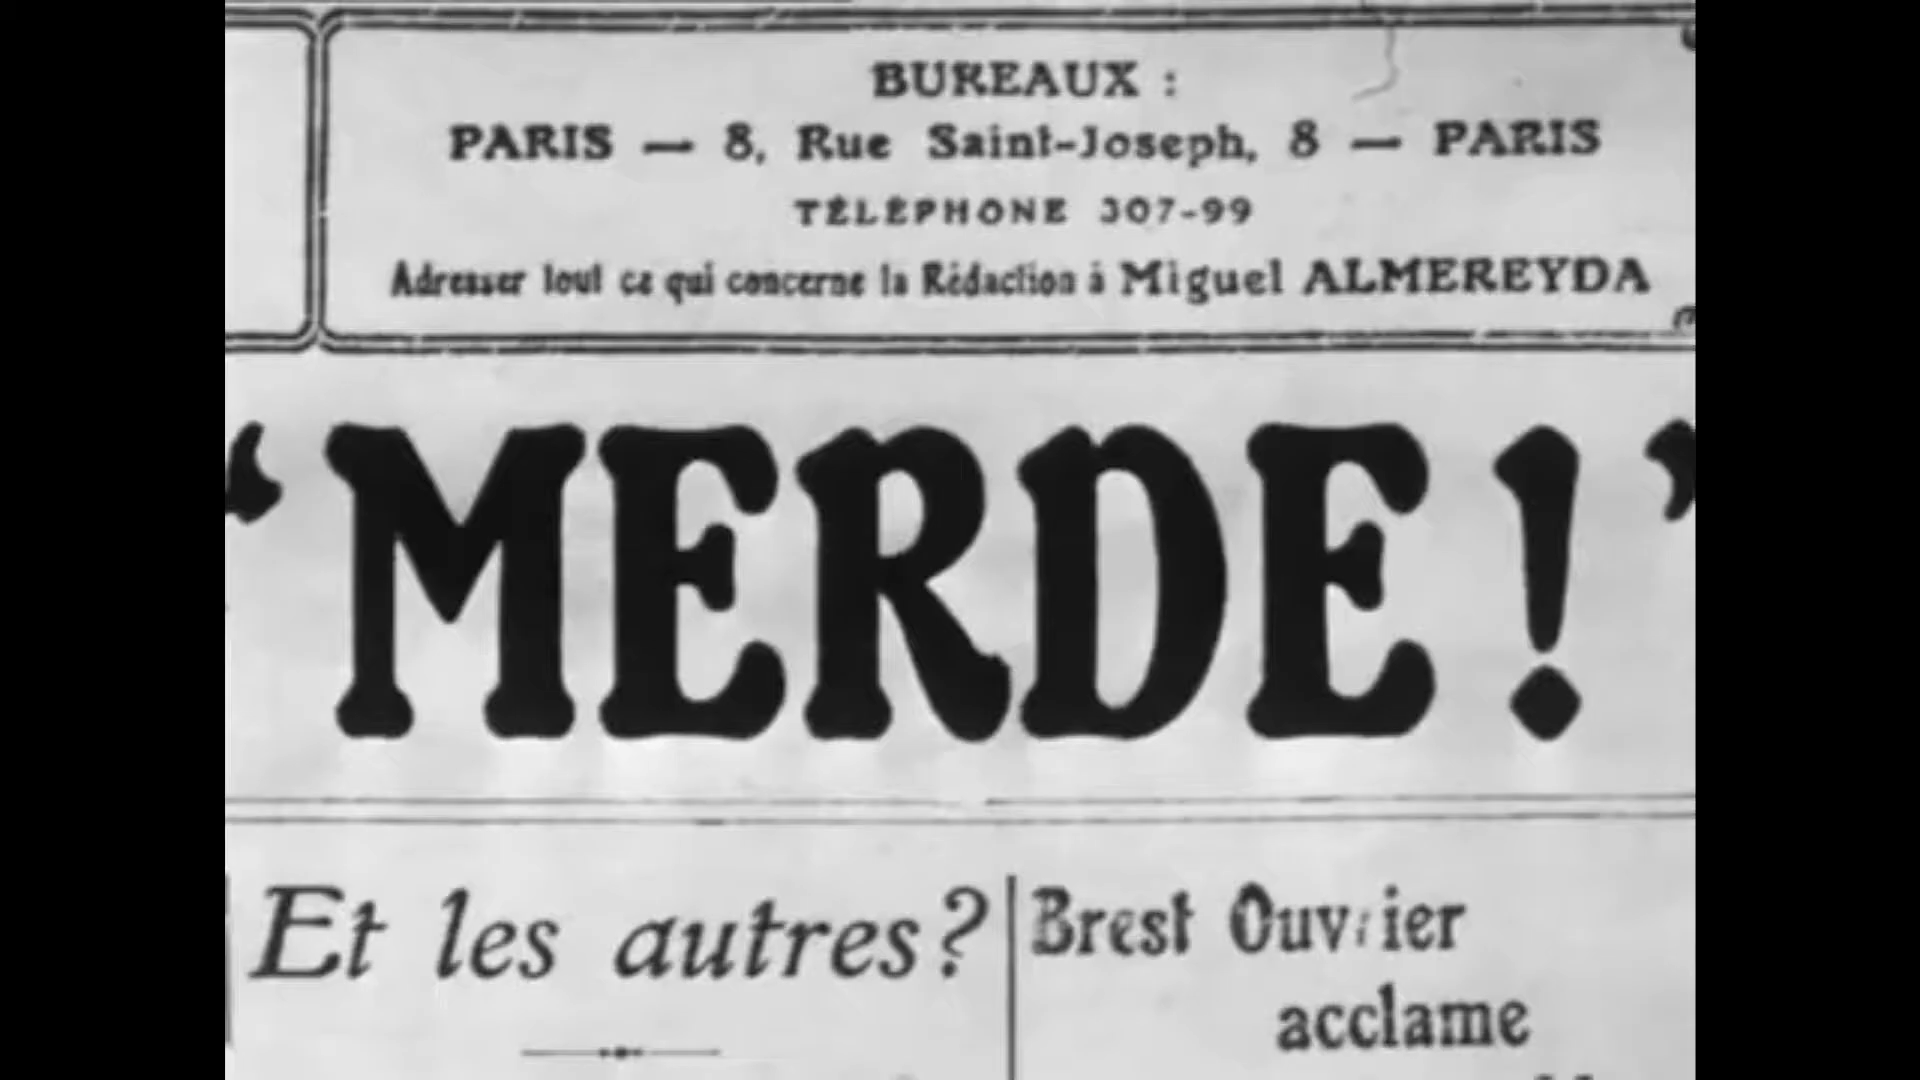 BUREAUX :
PARIS — 8, Rue Saint-Joseph, 8 — PARIS
TÉLÉPHONE 307-99
Adresser tout ce qui concerne la Rédaction à Miguel ALMEREYDA
“MERDE!”
Et les autres?
Brest Ouvrier
acclame